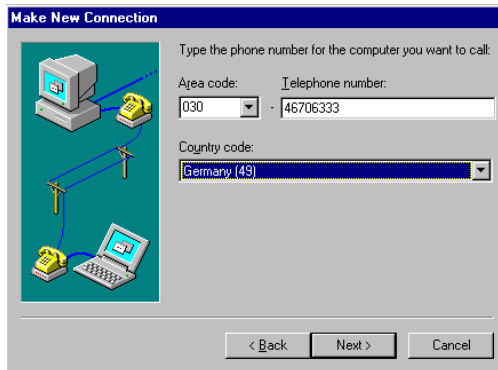 Make New Connection
Type the phone number for the computer you want to call:
Area code: Telephone number:
030 - 46706333
Country code:
Germany (49)
< Back Next > Cancel